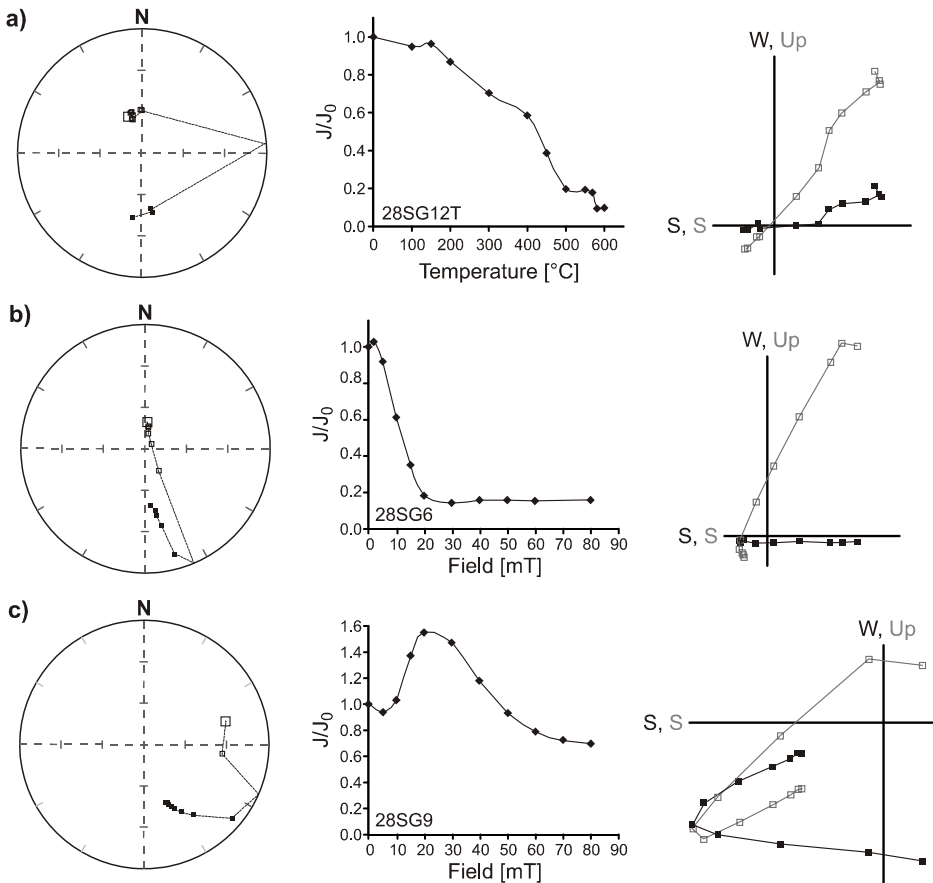 a)
N
J/J0
1.0
0.8
0.6
0.4
0.2
0.0
28SG12T
0 100 200 300 400 500 600
Temperature [°C]
W, Up
S, S
b)
N
J/J0
1.0
0.8
0.6
0.4
0.2
0.0
28SG6
0 10 20 30 40 50 60 70 80
Field [mT]
W, Up
S, S
c)
N
J/J0
1.6
1.4
1.2
1.0
0.8
0.6
0.4
0.2
0.0
28SG9
0 10 20 30 40 50 60 70 80
Field [mT]
W, Up
S, S